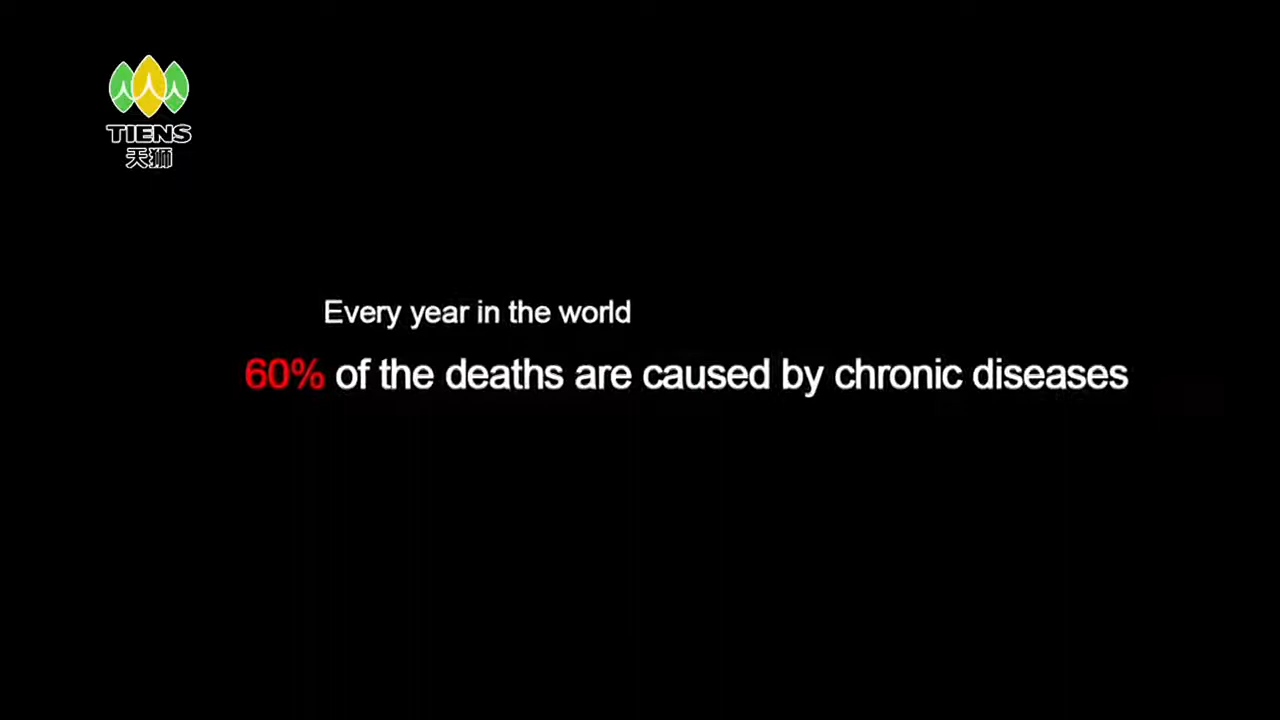 TIENS
天狮
Every year in the world
60% of the deaths are caused by chronic diseases